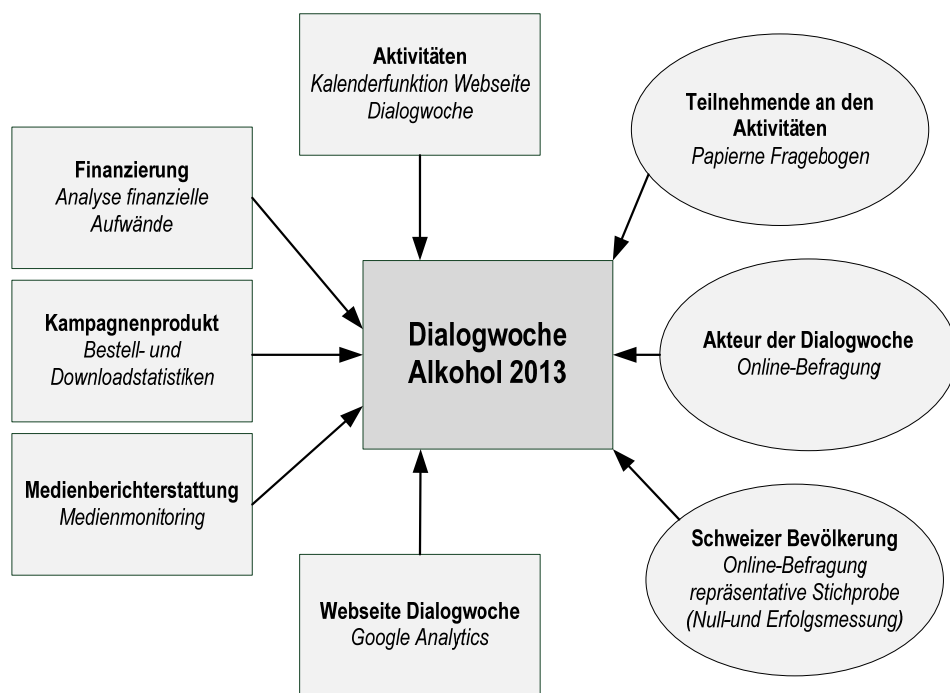 Aktivitäten
Kalenderfunktion Webseite
Dialogwoche
Teilnehmende an den
Aktivitäten
Papierne Fragebogen
Finanzierung
Analyse finanzielle
Aufwände
Kampagnenprodukt
Bestell- und
Downloadstatistiken
Dialogwoche
Alkohol 2013
Akteur der Dialogwoche
Online-Befragung
Medienberichterstattung
Medienmonitoring
Schweizer Bevölkerung
Online-Befragung
repräsentative Stichprobe
(Null-und Erfolgsmessung)
Webseite Dialogwoche
Google Analytics